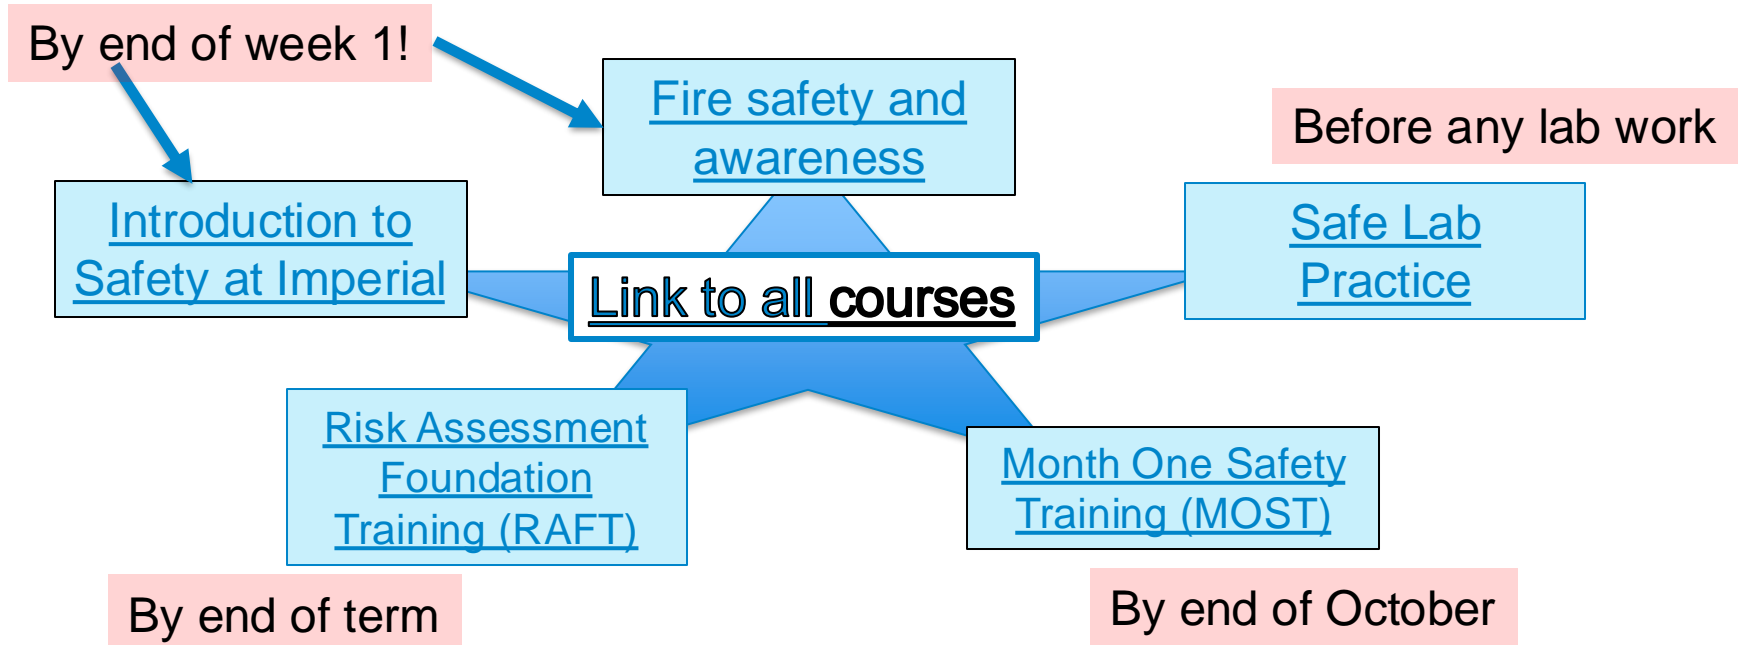 By end of week 1!
Fire safety and
awareness
Before any lab work
Introduction to
Safety at Imperial
Safe Lab
Practice
Link to all courses
Risk Assessment
Foundation
Training (RAFT)
Month One Safety
Training (MOST)
By end of term
By end of October